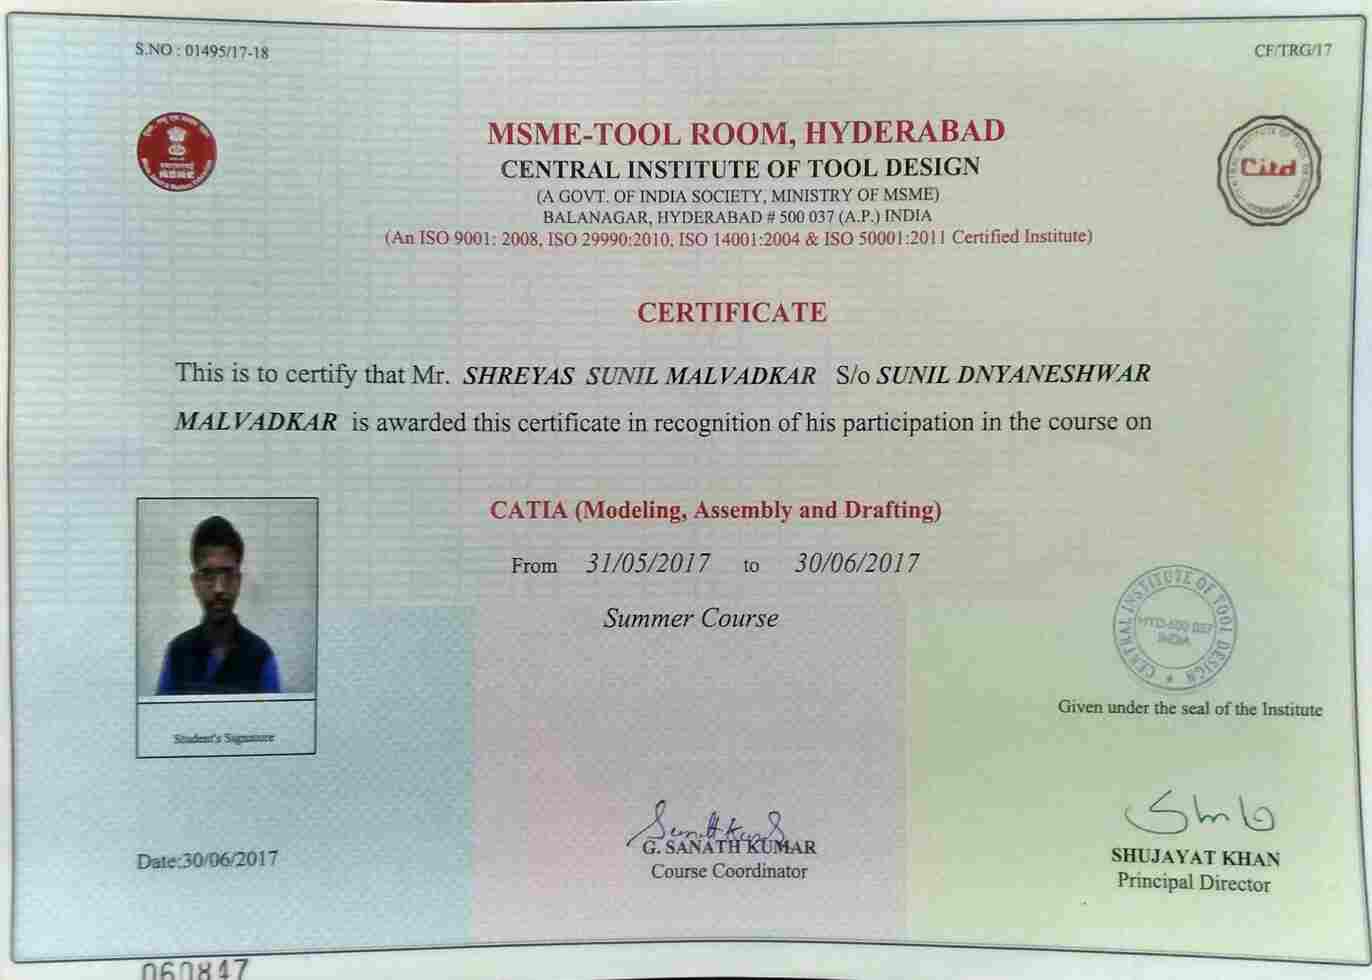 S.NO : 01495/17-18
CF/TRG/17
MSME-TOOL ROOM, HYDERABAD
CENTRAL INSTITUTE OF TOOL DESIGN
(A GOVT. OF INDIA SOCIETY, MINISTRY OF MSME)
BALANAGAR, HYDERABAD # 500 037 (A.P.) INDIA
(An ISO 9001: 2008, ISO 29990:2010, ISO 14001:2004 & ISO 50001:2011 Certified Institute)
Citd
CERTIFICATE
This is to certify that Mr. SHREYAS SUNIL MALVADKAR S/o SUNIL DNYANESHWAR
MALVADKAR is awarded this certificate in recognition of his participation in the course on
CATIA (Modeling, Assembly and Drafting)
From 31/05/2017 to 30/06/2017
Summer Course
CENTRAL INSTITUTE OF TOOL DESIGN
INDIA
Given under the seal of the Institute
Student's Signature
G. SANATH KUMAR
Course Coordinator
SHUJAYAT KHAN
Principal Director
Date:30/06/2017
060847